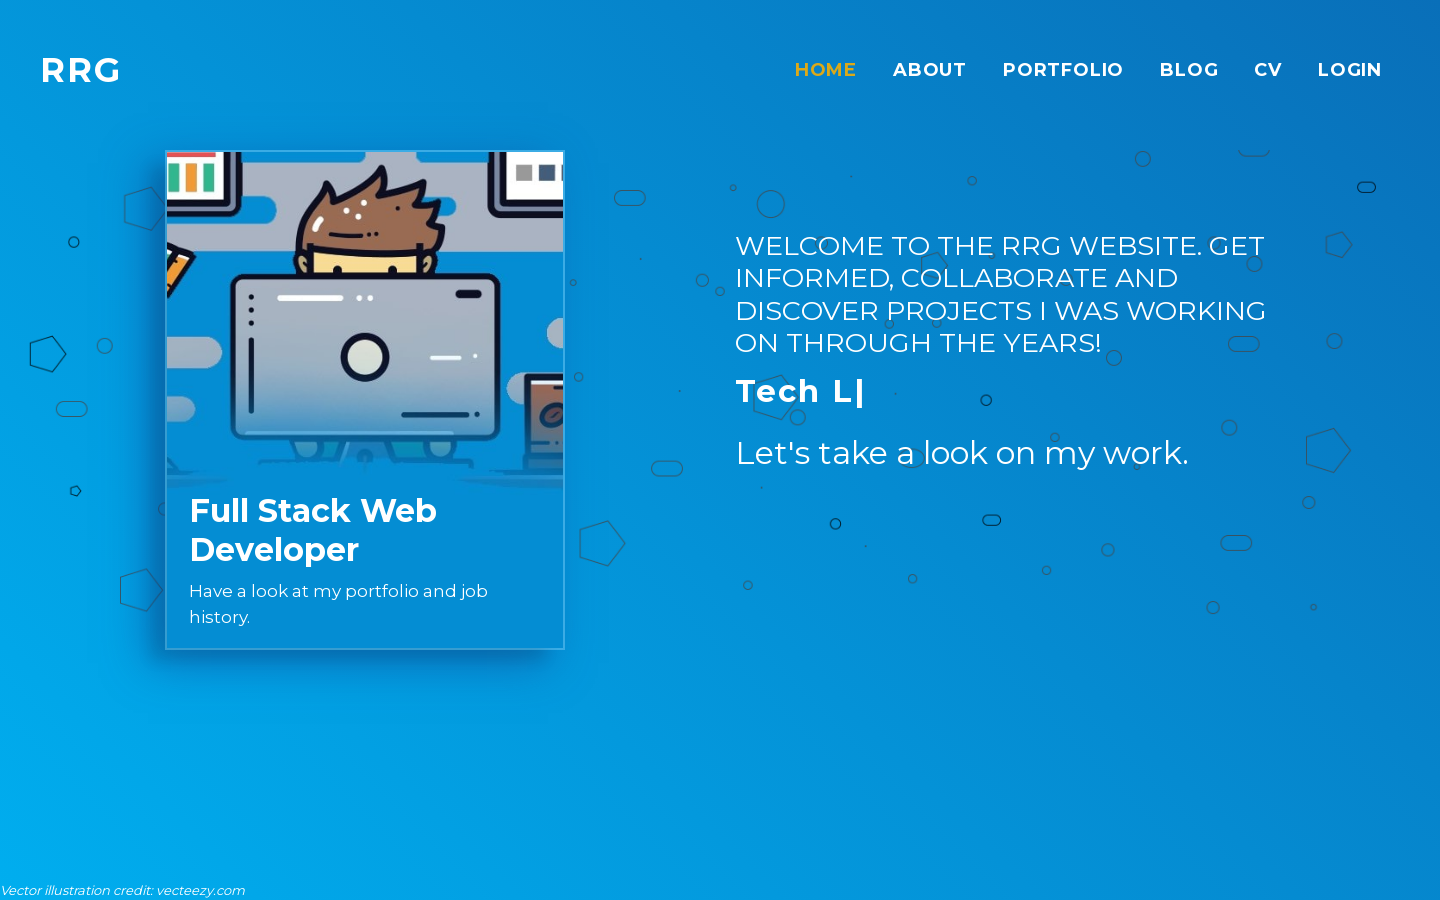 RRG
HOME ABOUT PORTFOLIO BLOG CV LOGIN
WELCOME TO THE RRG WEBSITE. GET
INFORMED, COLLABORATE AND
DISCOVER PROJECTS I WAS WORKING
ON THROUGH THE YEARS!
Tech L|
Let's take a look on my work.
Full Stack Web
Developer
Have a look at my portfolio and job
history.
Vector illustration credit: vecteezy.com